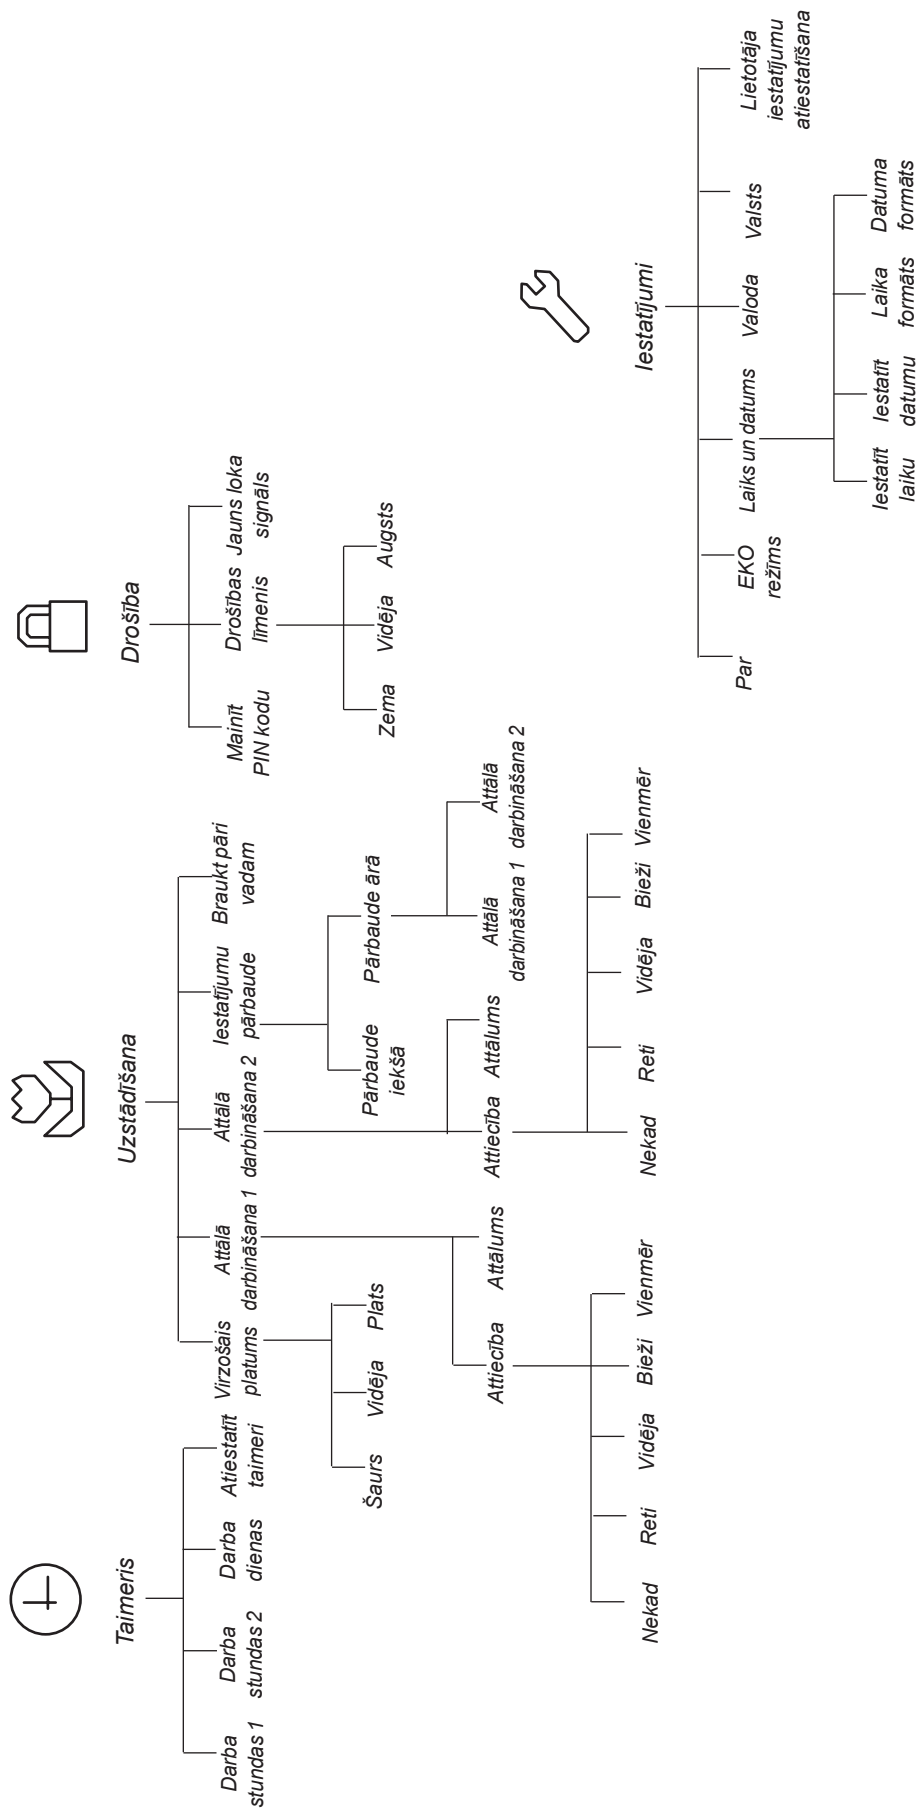 Taimeris
Darba
stundas 1
Darba
stundas 2
Darba
dienas
Atiestatīt
taimeri
Uzstādīšana
Virzošais
platums
Attālā
darbināšana 1
Attālā
darbināšana 2
Iestatījumu
pārbaude
Braukt pāri
vadam
Šaurs
Vidēja
Plats
Pārbaude
iekšā
Pārbaude ārā
Attiecība
Attālums
Attiecība
Attālums
Attālā
darbināšana 1
Attālā
darbināšana 2
Nekad
Reti
Vidēja
Bieži
Vienmēr
Nekad
Reti
Vidēja
Bieži
Vienmēr
Drošība
Mainīt
PIN kodu
Drošības
līmenis
Jauns loka
signāls
Zema
Vidēja
Augsts
Iestatījumi
Par
EKO
režīms
Laiks un datums
Valoda
Valsts
Lietotāja
iestatījumu
atiestatīšana
Iestatīt
laiku
Iestatīt
datumu
Laika
formāts
Datuma
formāts